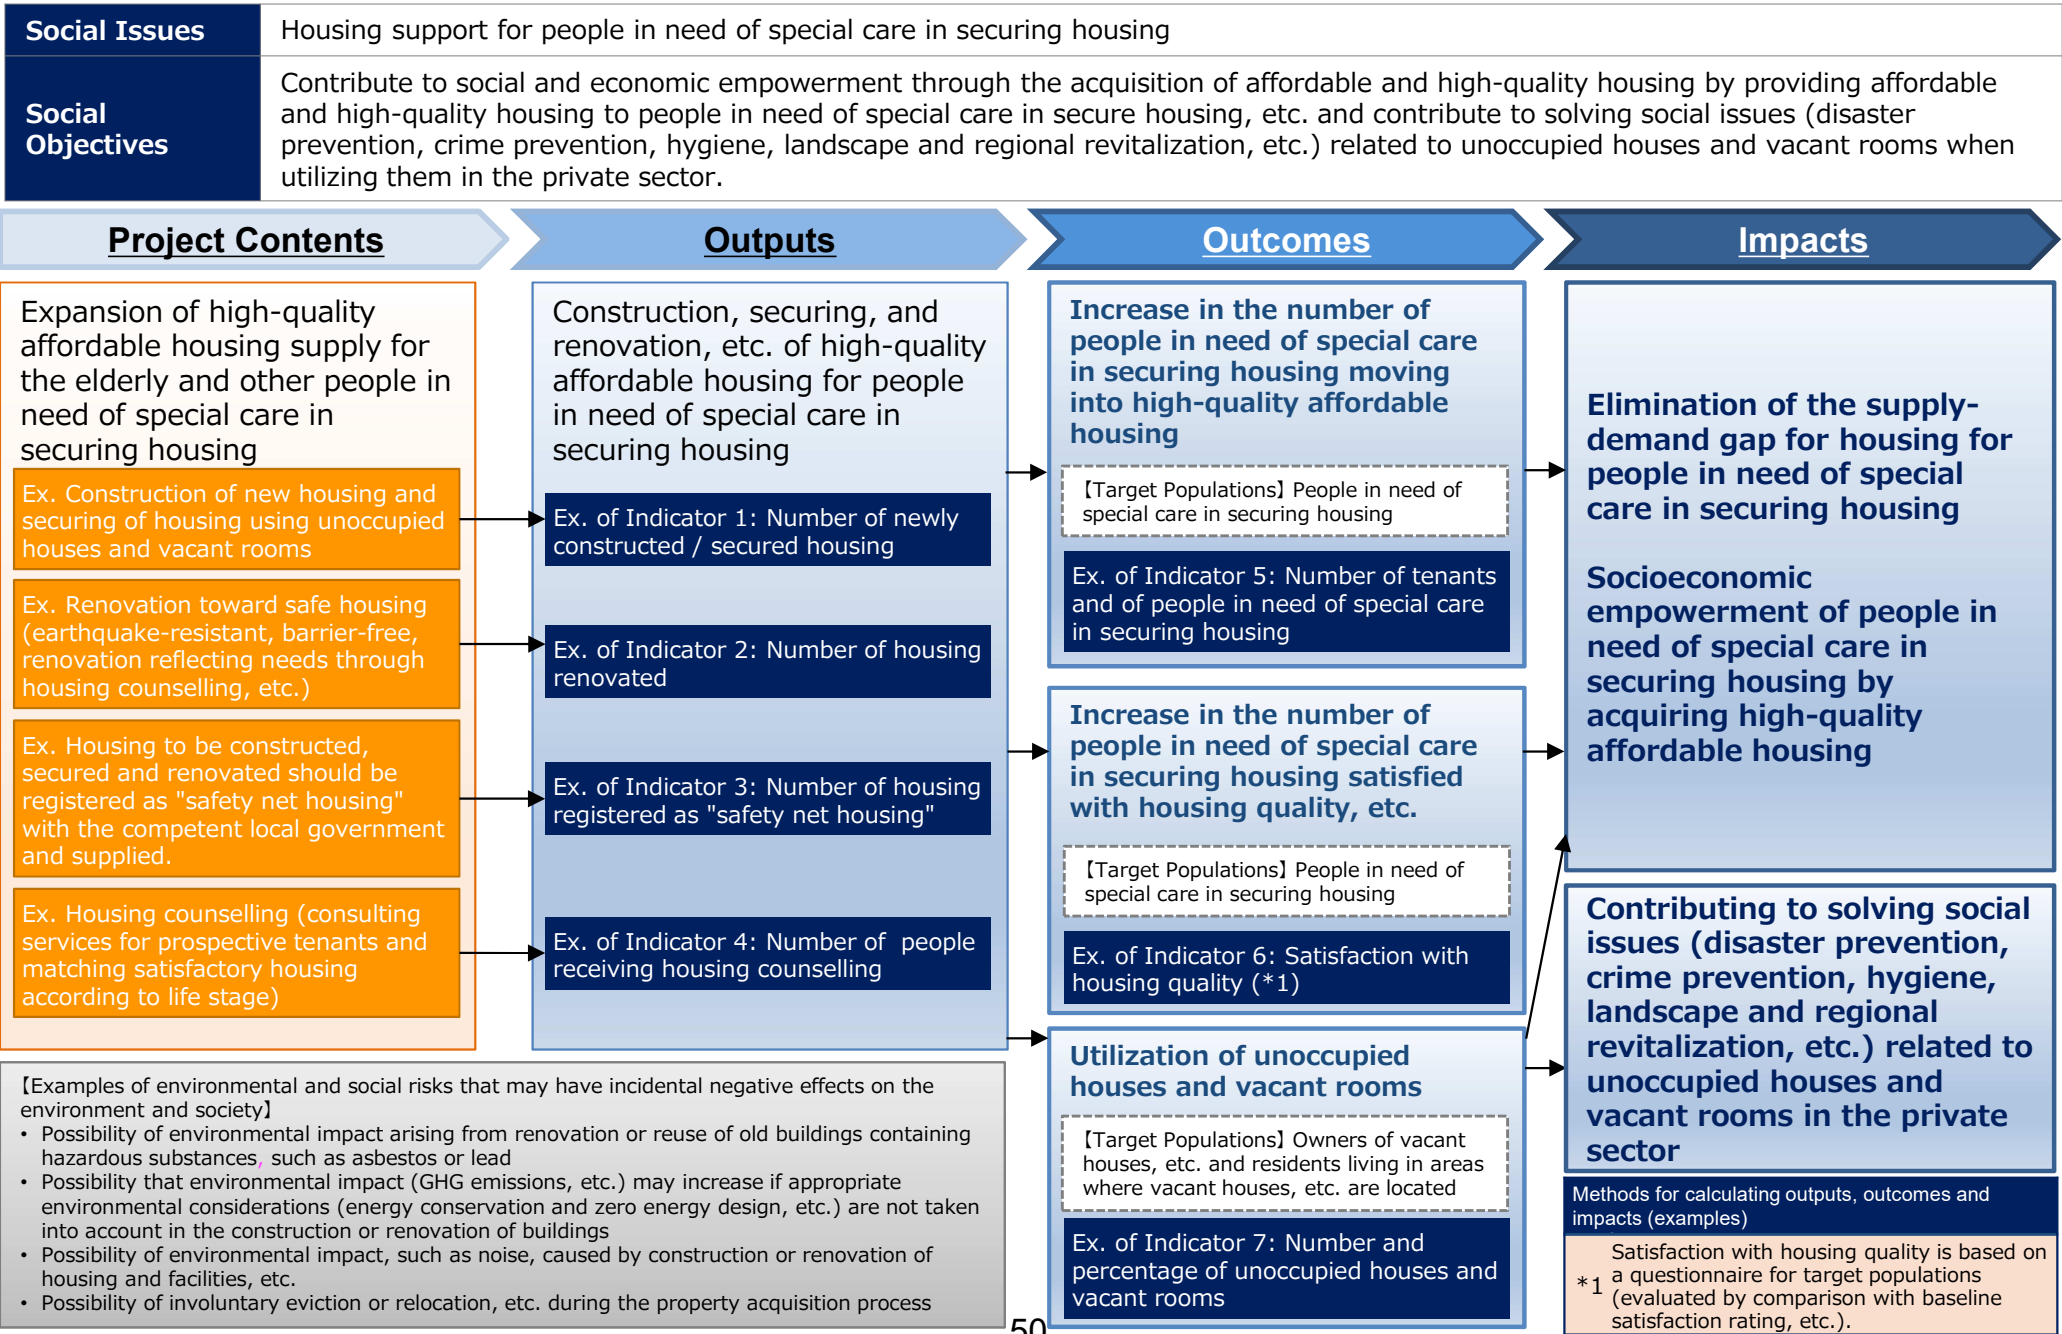 Social Issues
Housing support for people in need of special care in securing housing
Social
Objectives
Contribute to social and economic empowerment through the acquisition of affordable and high-quality housing by providing affordable
and high-quality housing to people in need of special care in secure housing, etc. and contribute to solving social issues (disaster
prevention, crime prevention, hygiene, landscape and regional revitalization, etc.) related to unoccupied houses and vacant rooms when
utilizing them in the private sector.
Project Contents
Outputs
Outcomes
Impacts
Expansion of high-quality
affordable housing supply for
the elderly and other people in
need of special care in
securing housing
Ex. Construction of new housing and
securing of housing using unoccupied
houses and vacant rooms
Ex. Renovation toward safe housing
(earthquake-resistant, barrier-free,
renovation reflecting needs through
housing counselling, etc.)
Ex. Housing to be constructed,
secured and renovated should be
registered as "safety net housing"
with the competent local government
and supplied.
Ex. Housing counselling (consulting
services for prospective tenants and
matching satisfactory housing
according to life stage)
Construction, securing, and
renovation, etc. of high-quality
affordable housing for people
in need of special care in
securing housing
Ex. of Indicator 1: Number of newly
constructed / secured housing
Ex. of Indicator 2: Number of housing
renovated
Ex. of Indicator 3: Number of housing
registered as "safety net housing"
Ex. of Indicator 4: Number of  people
receiving housing counselling
Increase in the number of
people in need of special care
in securing housing moving
into high-quality affordable
housing
【Target Populations】People in need of
special care in securing housing
Ex. of Indicator 5: Number of tenants
and of people in need of special care
in securing housing
Increase in the number of
people in need of special care
in securing housing satisfied
with housing quality, etc.
【Target Populations】People in need of
special care in securing housing
Ex. of Indicator 6: Satisfaction with
housing quality (*1)
Utilization of unoccupied
houses and vacant rooms
【Target Populations】Owners of vacant
houses, etc. and residents living in areas
where vacant houses, etc. are located
Ex. of Indicator 7: Number and
percentage of unoccupied houses and
vacant rooms
Elimination of the supply-
demand gap for housing for
people in need of special
care in securing housing
Socioeconomic
empowerment of people in
need of special care in
securing housing by
acquiring high-quality
affordable housing
Contributing to solving social
issues (disaster prevention,
crime prevention, hygiene,
landscape and regional
revitalization, etc.) related to
unoccupied houses and
vacant rooms in the private
sector
Methods for calculating outputs, outcomes and
impacts (examples)
*1
Satisfaction with housing quality is based on
a questionnaire for target populations
(evaluated by comparison with baseline
satisfaction rating, etc.).
【Examples of environmental and social risks that may have incidental negative effects on the
environment and society】
• Possibility of environmental impact arising from renovation or reuse of old buildings containing
hazardous substances, such as asbestos or lead
• Possibility that environmental impact (GHG emissions, etc.) may increase if appropriate
environmental considerations (energy conservation and zero energy design, etc.) are not taken
into account in the construction or renovation of buildings
• Possibility of environmental impact, such as noise, caused by construction or renovation of
housing and facilities, etc.
• Possibility of involuntary eviction or relocation, etc. during the property acquisition process
50